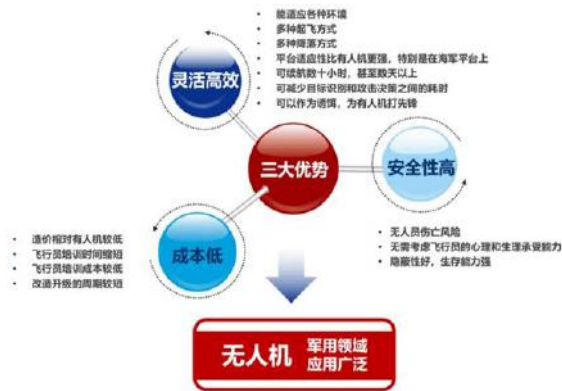 能适应各种环境
多种起飞方式
多种降落方式
平台适应性比有人机更强，特别是在海军平台上
可续航数十小时，甚至数天以上
可减少目标识别和攻击决策之间的耗时
可以作为诱饵，为有人机打先锋
灵活高效
三大优势
安全性高
无人员伤亡风险
无需考虑飞行员的心理和生理承受能力
隐蔽性好，生存能力强
造价相对有人机较低
飞行员培训时间缩短
飞行员培训成本较低
改造升级的周期较短
成本低
无人机
军用领域
应用广泛